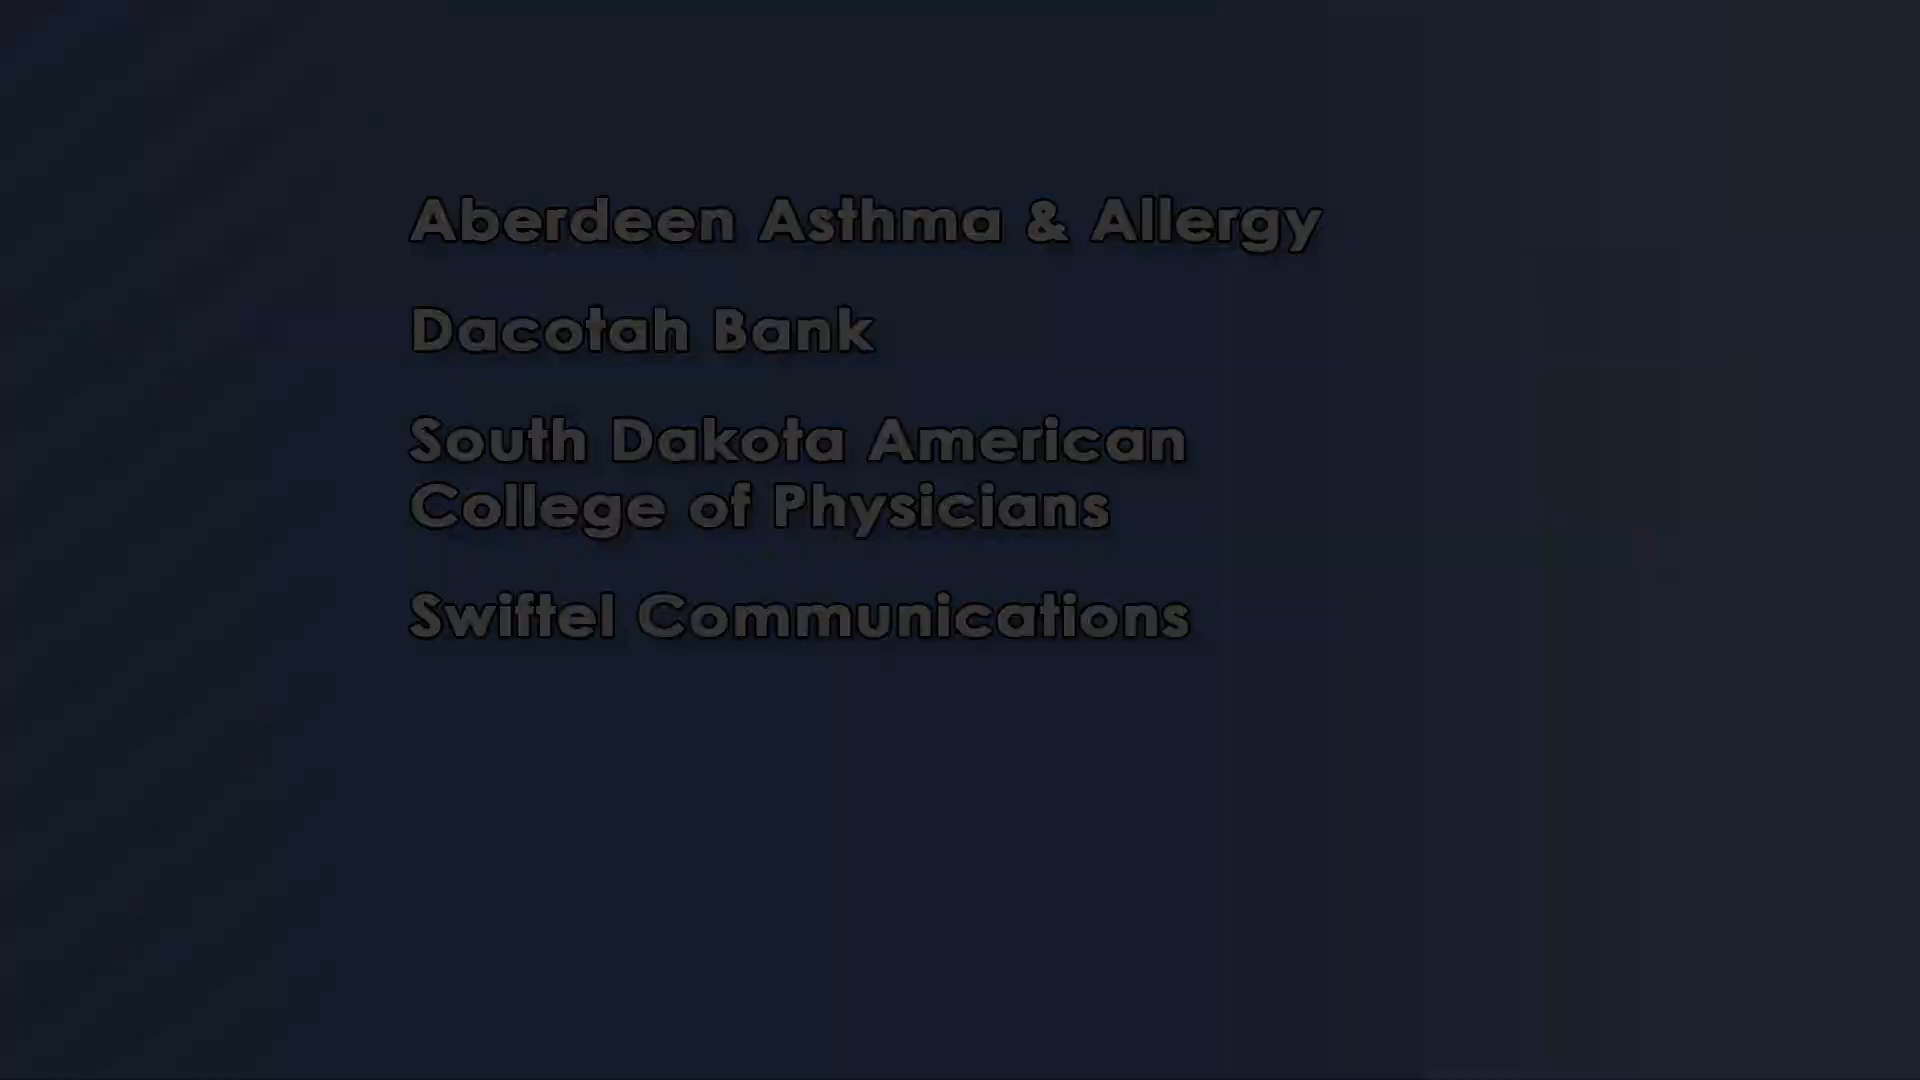 Aberdeen Asthma & Allergy
Dacotah Bank
South Dakota American
College of Physicians
Swiftel Communications